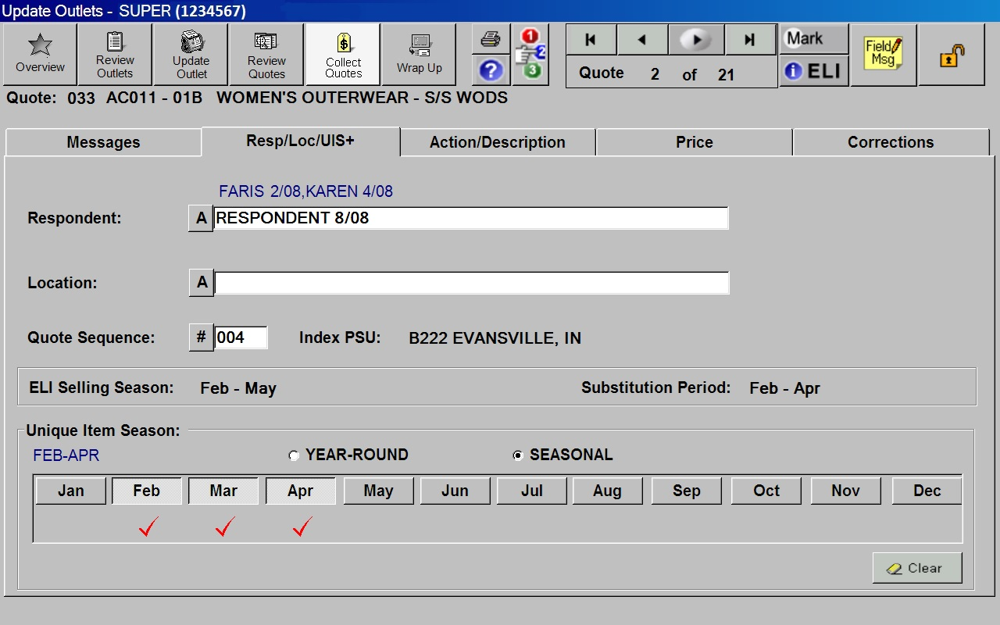 Update Outlets - SUPER (1234567)
Overview
Review Outlets
Update Outlet
Review Quotes
Collect Quotes
Wrap Up
?
1
2
3
Quote 2 of 21
Mark
i ELI
Field Msg
Quote: 033 AC011 - 01B WOMEN'S OUTERWEAR - S/S WODS
Messages
Resp/Loc/UIS+
Action/Description
Price
Corrections
FARIS 2/08,KAREN 4/08
Respondent: A RESPONDENT 8/08
Location: A
Quote Sequence: # 004 Index PSU: B222 EVANSVILLE, IN
ELI Selling Season: Feb - May Substitution Period: Feb - Apr
Unique Item Season:
FEB-APR YEAR-ROUND SEASONAL
Jan Feb Mar Apr May Jun Jul Aug Sep Oct Nov Dec
Clear